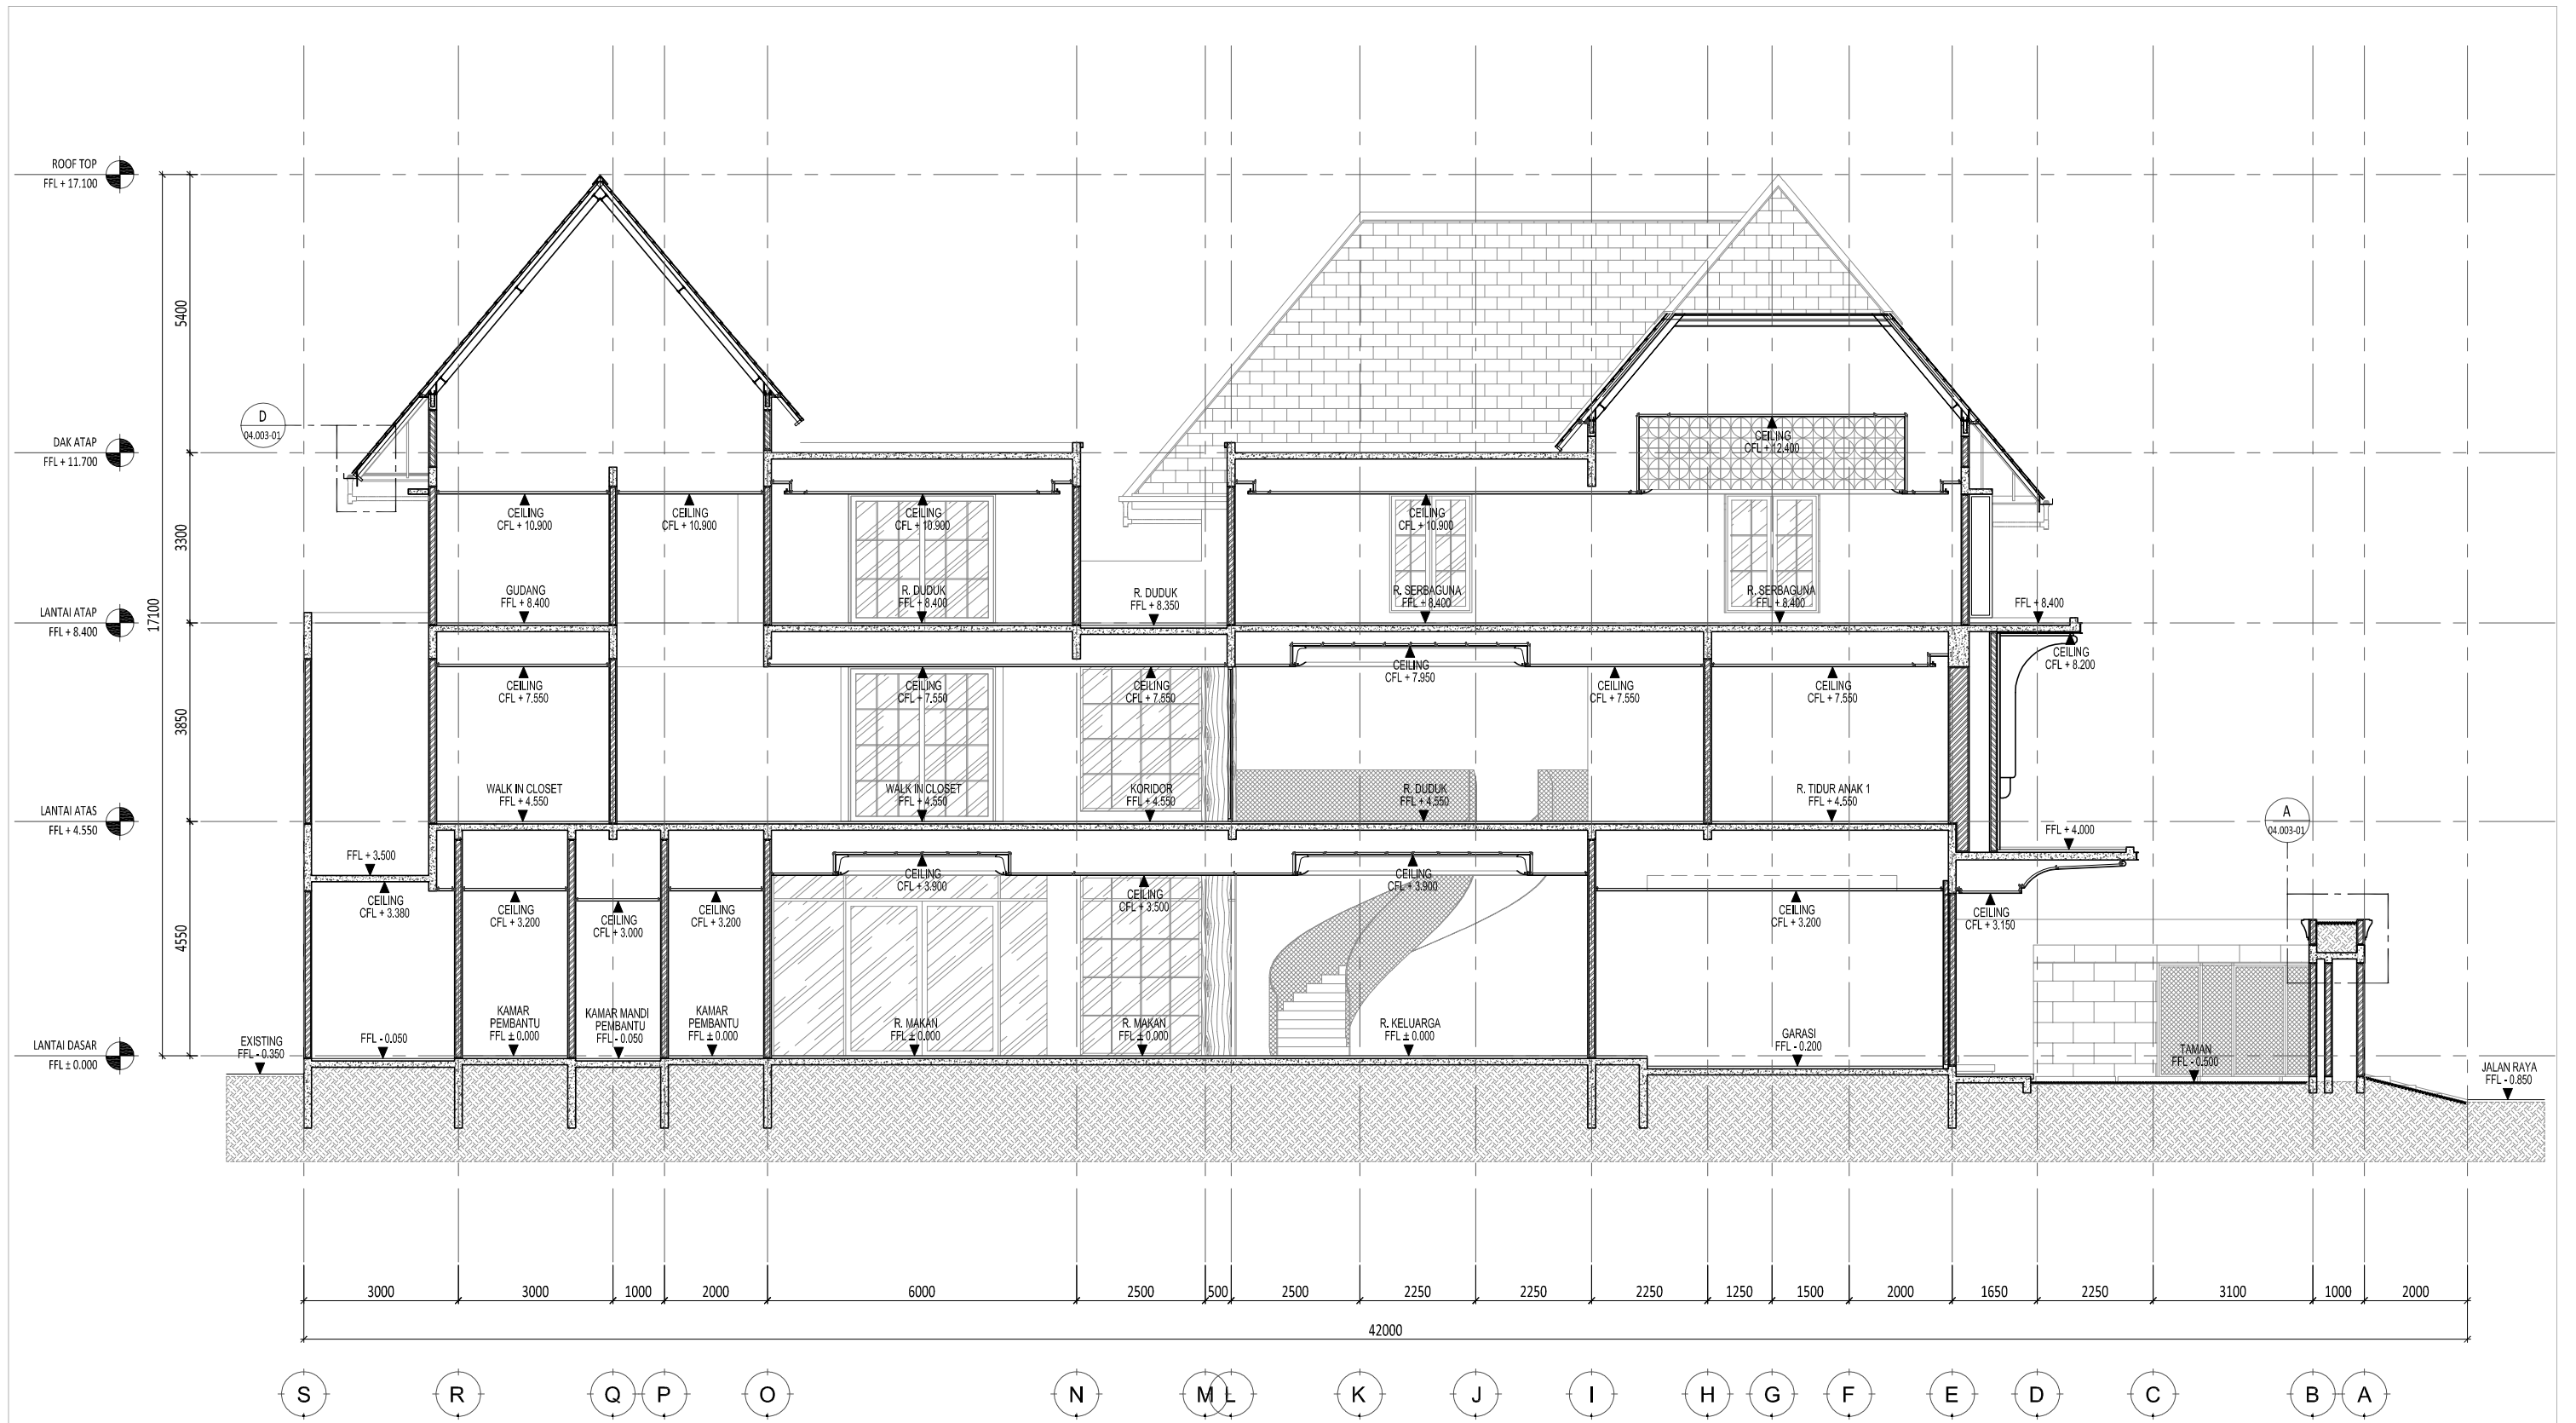 ROOF TOP
FFL + 17.100
DAK ATAP
FFL + 11.700
LANTAI ATAP
FFL + 8.400
LANTAI ATAS
FFL + 4.550
LANTAI DASAR
FFL ± 0.000
5400
3300
3850
4550
17100
D
04.003-01
CEILING
CFL + 12.400
CEILING
CFL + 10.900
CEILING
CFL + 10.900
CEILING
CFL + 10.900
CEILING
CFL + 10.900
GUDANG
FFL + 8.400
R. DUDUK
FFL + 8.400
R. DUDUK
FFL + 8.350
R. SERBAGUNA
FFL + 8.400
R. SERBAGUNA
FFL + 8.400
FFL + 8.400
CEILING
CFL + 7.550
CEILING
CFL + 7.550
CEILING
CFL + 7.550
CEILING
CFL + 7.950
CEILING
CFL + 7.550
CEILING
CFL + 7.550
CEILING
CFL + 8.200
WALK IN CLOSET
FFL + 4.550
WALK IN CLOSET
FFL + 4.550
KORIDOR
FFL + 4.550
R. DUDUK
FFL + 4.550
R. TIDUR ANAK 1
FFL + 4.550
FFL + 4.000
A
04.003-01
FFL + 3.500
CEILING
CFL + 3.380
CEILING
CFL + 3.200
CEILING
CFL + 3.000
CEILING
CFL + 3.200
CEILING
CFL + 3.900
CEILING
CFL + 3.500
CEILING
CFL + 3.900
CEILING
CFL + 3.200
CEILING
CFL + 3.150
EXISTING
FFL - 0.350
FFL - 0.050
KAMAR
PEMBANTU
FFL ± 0.000
KAMAR MANDI
PEMBANTU
FFL - 0.050
KAMAR
PEMBANTU
FFL ± 0.000
R. MAKAN
FFL ± 0.000
R. MAKAN
FFL ± 0.000
R. KELUARGA
FFL ± 0.000
GARASI
FFL - 0.200
TAMAN
FFL - 0.500
JALAN RAYA
FFL - 0.850
3000 3000 1000 2000 6000 2500 500 2500 2250 2250 2250 1250 1500 2000 1650 2250 3100 1000 2000
42000
S R Q P O N M L K J I H G F E D C B A